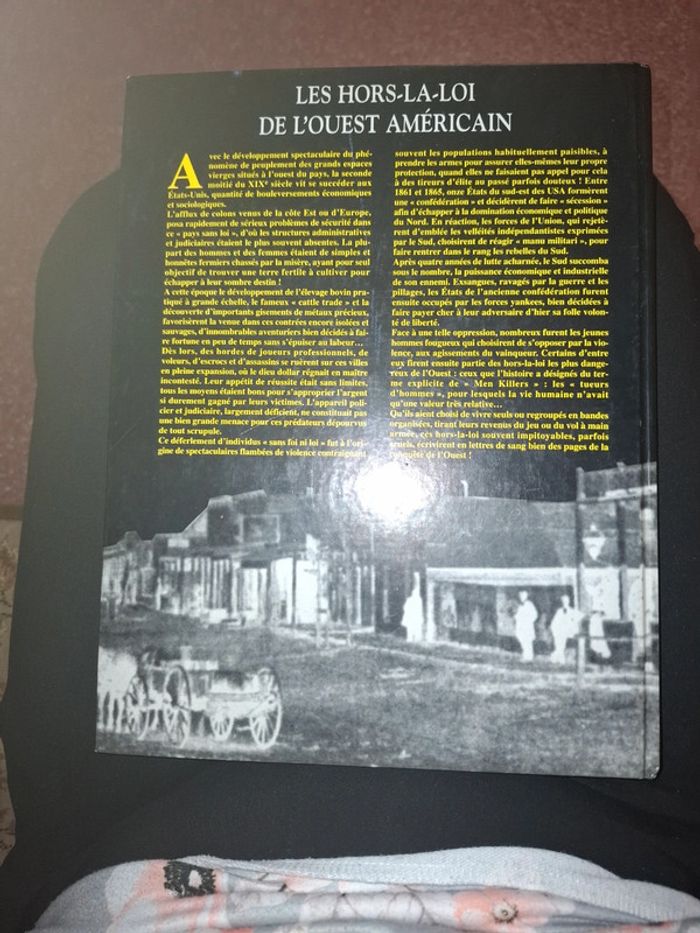 LES HORS-LA-LOI
DE L'OUEST AMÉRICAIN
Avec le développement spectaculaire du phé-
nomène de peuplement des grands espaces
vierges situés à l'ouest du pays, la seconde
moitié du XIXe siècle vit se succéder aux
États-Unis, quantité de bouleversements économiques
et sociologiques.
L'afflux de colons venus de la côte Est ou d'Europe,
posa rapidement de sérieux problèmes de sécurité dans
ce « pays sans loi », d'où les structures administratives
et judiciaires étaient le plus souvent absentes. La plu-
part des hommes et des femmes étaient de simples et
honnêtes fermiers chassés par la misère, ayant pour seul
objectif de trouver une terre fertile à cultiver pour
échapper à leur sombre destin !
A cette époque le développement de l'élevage bovin pra-
tiqué à grande échelle, le fameux « cattle trade » et la
découverte d'importants gisements de métaux précieux,
favorisèrent la venue dans ces contrées encore isolées et
sauvages, d'innombrables aventuriers bien décidés à fai-
re fortune en peu de temps sans s'épuiser au labeur...
Dès lors, des hordes de joueurs professionnels, de
voleurs, d'escrocs et d'assassins se ruèrent sur ces villes
en pleine expansion, où le dieu dollar régnait en maître
incontesté. Leur appétit de réussite était sans limites,
tous les moyens étaient bons pour s'approprier l'argent
si durement gagné par leurs victimes. L'appareil poli-
cier et judiciaire, largement déficient, ne constituait pas
une bien grande menace pour ces prédateurs dépourvus
de tout scrupule.
Ce déferlement d'individus « sans foi ni loi » fut à l'ori-
gine de spectaculaires flambées de violence contraignant
souvent les populations habituellement paisibles, à
prendre les armes pour assurer elles-mêmes leur propre
protection, quand elles ne faisaient pas appel pour cela
à des tireurs d'élite au passé parfois douteux ! Entre
1861 et 1865, onze États du sud-est des USA formèrent
une « confédération » et décidèrent de faire « sécession »
afin d'échapper à la domination économique et politique
du Nord. En réaction, les forces de l'Union, qui rejetè-
rent d'emblée les velléités indépendantistes exprimées
par le Sud, choisirent de réagir « manu militari », pour
faire rentrer dans le rang les rebelles du Sud.
Après quatre années de lutte acharnée, le Sud succomba
sous le nombre, la puissance économique et industrielle
de son ennemi. Exsangues, ravagés par la guerre et les
pillages, les États de l'ancienne confédération furent
ensuite occupés par les forces yankees, bien décidées à
faire payer cher à leur adversaire d'hier sa folle volon-
té de liberté.
Face à une telle oppression, nombreux furent les jeunes
hommes fougueux qui choisirent de s'opposer par la vio-
lence, aux agissements du vainqueur. Certains d'entre
eux firent ensuite partie des hors-la-loi les plus dange-
reux de l'Ouest : ceux que l'histoire a désignés du ter-
me explicite de « Men Killers » : les « tueurs
d'hommes », pour lesquels la vie humaine n'avait
qu'une valeur très relative...
Qu'ils aient choisi de vivre seuls ou regroupés en bandes
organisées, tirant leurs revenus du jeu ou du vol à main
armée, ces hors-la-loi souvent impitoyables, parfois
cruels, écrivirent en lettres de sang bien des pages de la
conquête de l'Ouest !